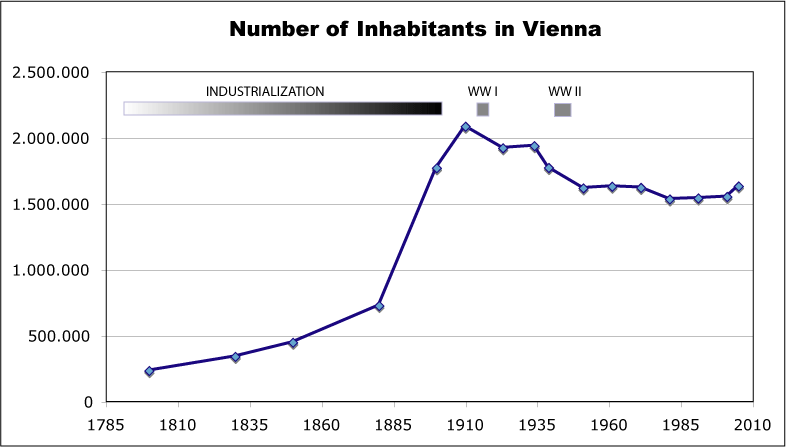 Number of Inhabitants in Vienna
2.500.000
INDUSTRIALIZATION WW I WW II
2.000.000
1.500.000
1.000.000
500.000
0
1785 1810 1835 1860 1885 1910 1935 1960 1985 2010